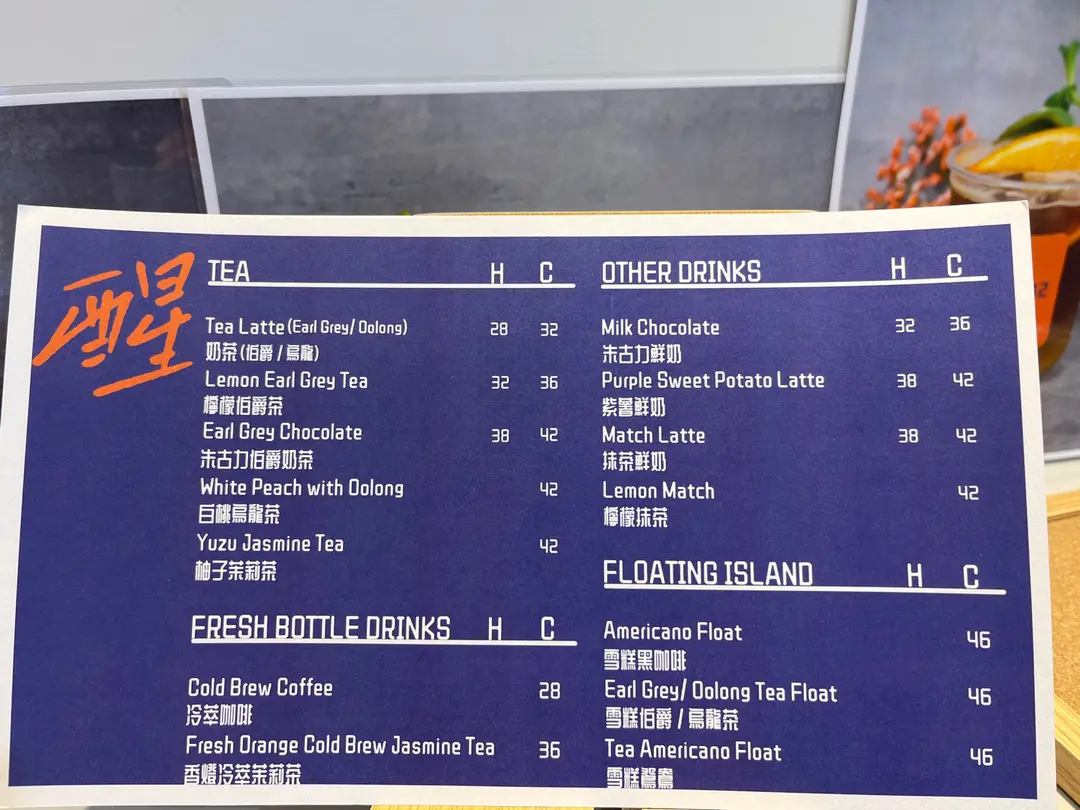 醒
TEA H C
Tea Latte (Earl Grey/ Oolong) 28 32
奶茶 (伯爵 / 烏龍)
Lemon Earl Grey Tea 32 36
檸檬伯爵茶
Earl Grey Chocolate 38 42
朱古力伯爵奶茶
White Peach with Oolong 42
白桃烏龍茶
Yuzu Jasmine Tea 42
柚子茉莉茶
FRESH BOTTLE DRINKS H C
Cold Brew Coffee 28
冷萃咖啡
Fresh Orange Cold Brew Jasmine Tea 36
香橙冷萃茉莉茶
OTHER DRINKS H C
Milk Chocolate 32 36
朱古力鮮奶
Purple Sweet Potato Latte 38 42
紫薯鮮奶
Match Latte 38 42
抹茶鮮奶
Lemon Match 42
檸檬抹茶
FLOATING ISLAND H C
Americano Float 46
雪糕黑咖啡
Earl Grey/ Oolong Tea Float 46
雪糕伯爵 / 烏龍茶
Tea Americano Float 46
雪糕鴛鴦